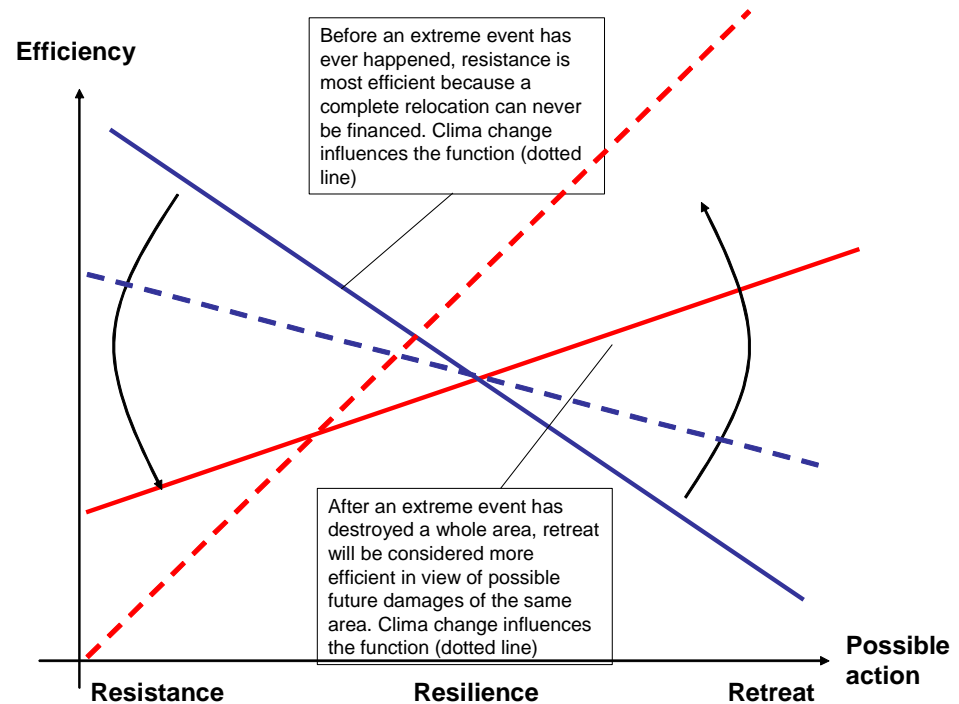 Efficiency
Before an extreme event has
ever happened, resistance is
most efficient because a
complete relocation can never
be financed. Clima change
influences the function (dotted
line)
After an extreme event has
destroyed a whole area, retreat
will be considered more
efficient in view of possible
future damages of the same
area. Clima change influences
the function (dotted line)
Possible
action
Resistance
Resilience
Retreat